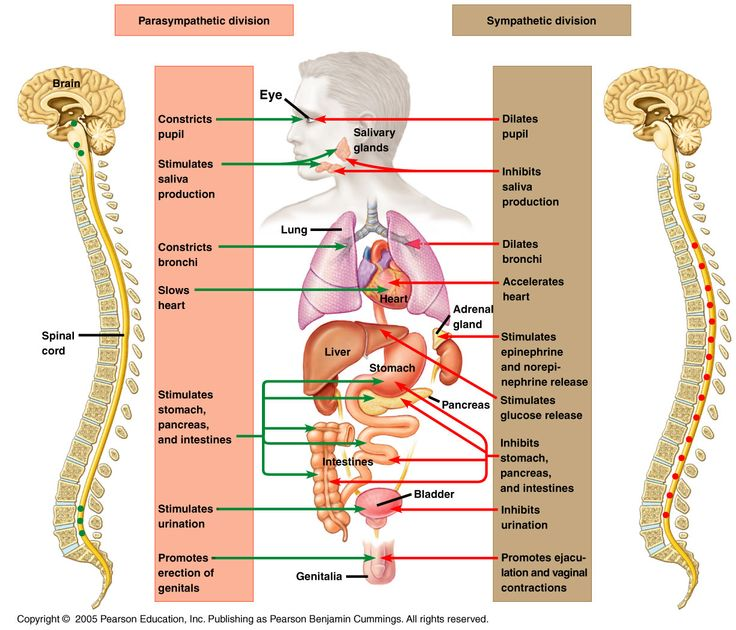 Parasympathetic division
Sympathetic division
Brain
Eye
Constricts
pupil
Salivary
glands
Dilates
pupil
Stimulates
saliva
production
Inhibits
saliva
production
Lung
Constricts
bronchi
Dilates
bronchi
Slows
heart
Heart
Accelerates
heart
Adrenal
gland
Spinal
cord
Liver
Stomach
Stimulates
epinephrine
and norepi-
nephrine release
Pancreas
Stimulates
glucose release
Stimulates
stomach,
pancreas,
and intestines
Intestines
Inhibits
stomach,
pancreas,
and intestines
Bladder
Stimulates
urination
Inhibits
urination
Promotes
erection of
genitals
Genitalia
Promotes ejacu-
lation and vaginal
contractions
Copyright © 2005 Pearson Education, Inc. Publishing as Pearson Benjamin Cummings. All rights reserved.